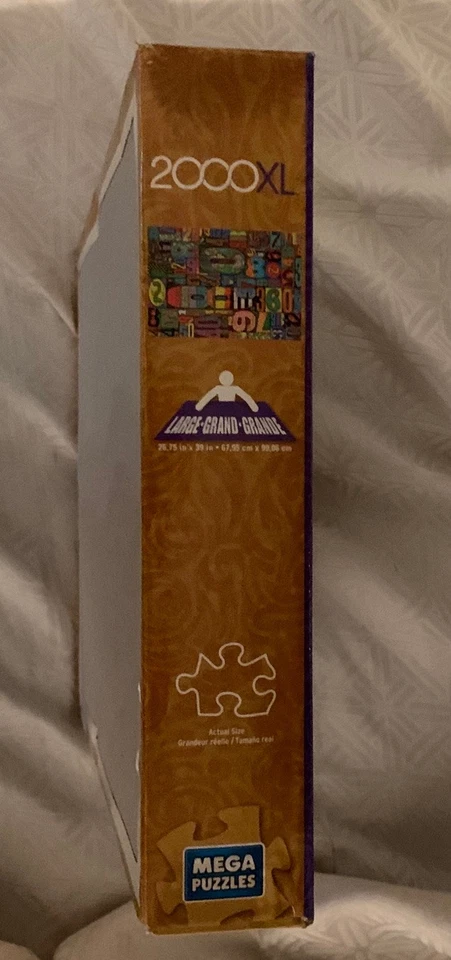 2000XL
LARGE·GRAND·GRANDE
26.75 in x 39 in • 67,95 cm x 99,06 cm
Actual Size
Grandeur réelle / Tamaño real
MEGA
PUZZLES